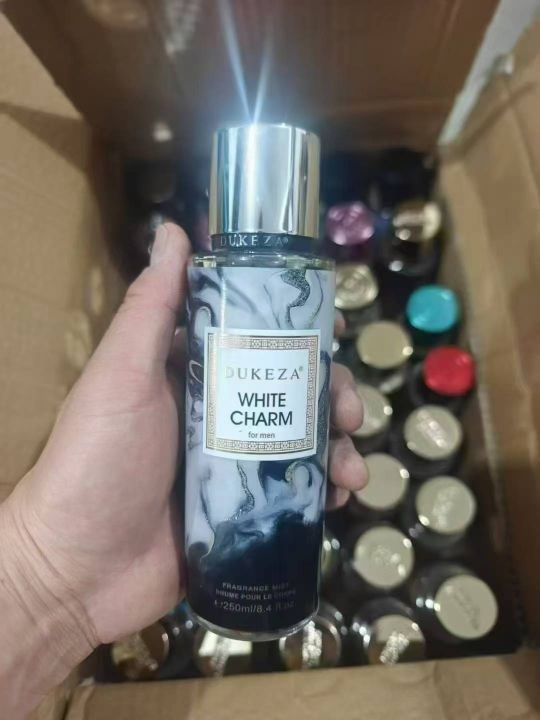 DUKEZA®
DUKEZA®
WHITE
CHARM
for men
FRAGRANCE MIST
BRUME POUR LE CORPS
e 250ml/8.4 fl.oz